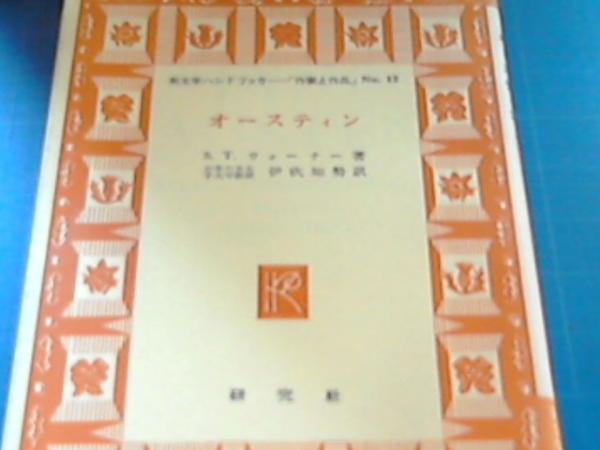 英文学ハンドブック―「作家と作品」No. 12
オースティン
S. T. ウォーナー著
伊吹知勢訳
研究社